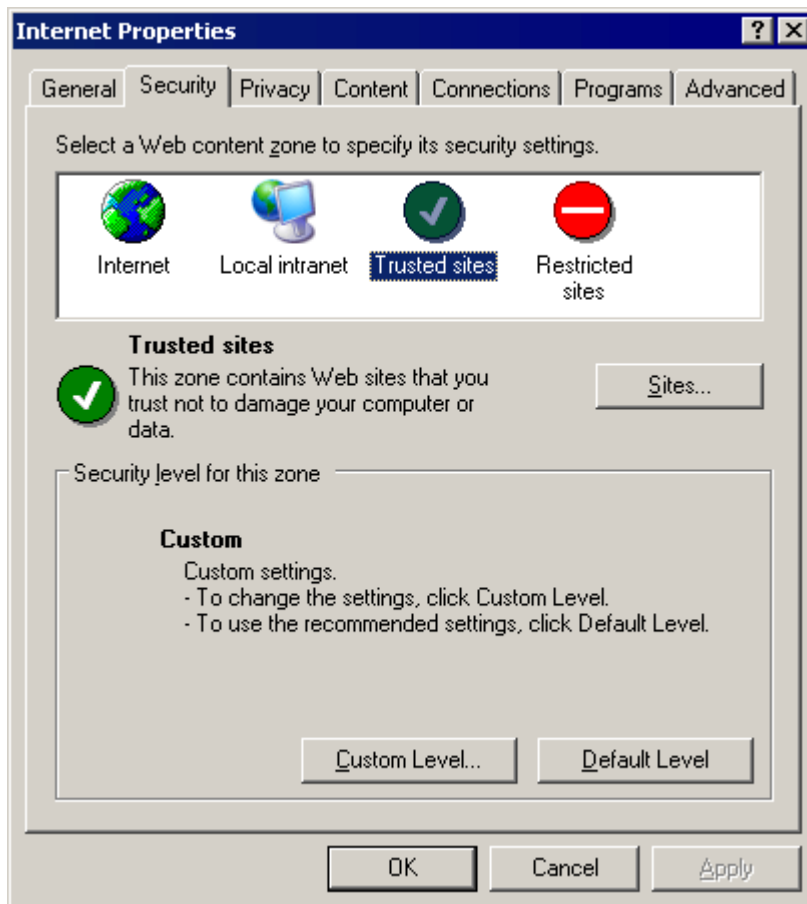 Internet Properties
General Security Privacy Content Connections Programs Advanced
Select a Web content zone to specify its security settings.
Internet Local intranet Trusted sites Restricted sites
Trusted sites
This zone contains Web sites that you
trust not to damage your computer or
data.
Sites...
Security level for this zone
Custom
Custom settings.
- To change the settings, click Custom Level.
- To use the recommended settings, click Default Level.
Custom Level... Default Level
OK Cancel Apply